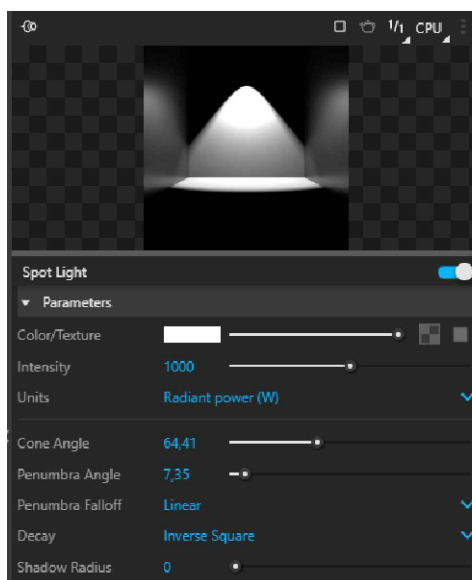 1/1 CPU
Spot Light
Parameters
Color/Texture
Intensity 1000
Units Radiant power (W)
Cone Angle 64,41
Penumbra Angle 7,35
Penumbra Falloff Linear
Decay Inverse Square
Shadow Radius 0